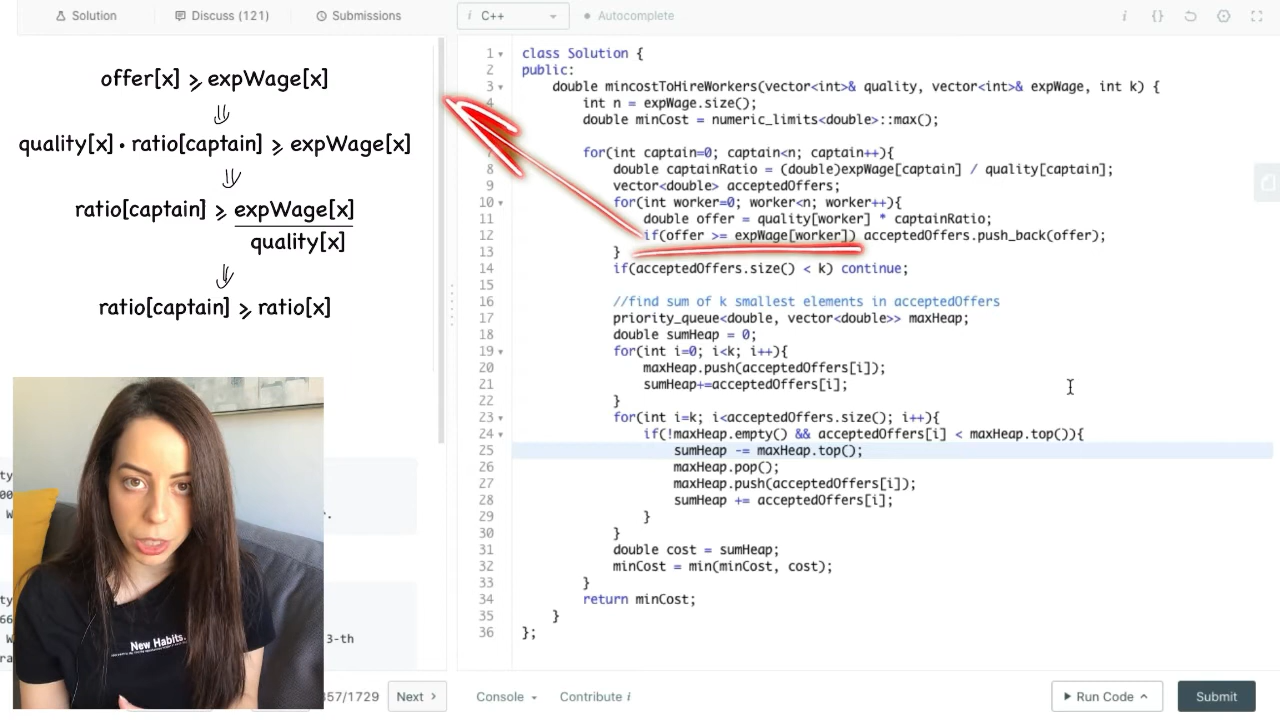 Solution
Discuss (121)
Submissions
i C++
Autocomplete
i {}
offer[x] ⩾ expWage[x]
⇓
quality[x] • ratio[captain] ⩾ expWage[x]
⇓
ratio[captain] ⩾ expWage[x]
quality[x]
⇓
ratio[captain] ⩾ ratio[x]
1 class Solution {
2 public:
3 double mincostToHireWorkers(vector<int>& quality, vector<int>& expWage, int k) {
4 int n = expWage.size();
double minCost = numeric_limits<double>::max();
7 for(int captain=0; captain<n; captain++){
8 double captainRatio = (double)expWage[captain] / quality[captain];
9 vector<double> acceptedOffers;
10 for(int worker=0; worker<n; worker++){
11 double offer = quality[worker] * captainRatio;
12 if(offer >= expWage[worker]) acceptedOffers.push_back(offer);
13 }
14 if(acceptedOffers.size() < k) continue;
15
16 //find sum of k smallest elements in acceptedOffers
17 priority_queue<double, vector<double>> maxHeap;
18 double sumHeap = 0;
19 for(int i=0; i<k; i++){
20 maxHeap.push(acceptedOffers[i]);
21 sumHeap+=acceptedOffers[i];
22 }
23 for(int i=k; i<acceptedOffers.size(); i++){
24 if(!maxHeap.empty() && acceptedOffers[i] < maxHeap.top()){
25 sumHeap -= maxHeap.top();
26 maxHeap.pop();
27 maxHeap.push(acceptedOffers[i]);
28 sumHeap += acceptedOffers[i];
29 }
30 }
31 double cost = sumHeap;
32 minCost = min(minCost, cost);
33 }
34 return minCost;
35 }
36 };
3-th
New Habits.
357/1729
Next
Console
Contribute i
Run Code
Submit